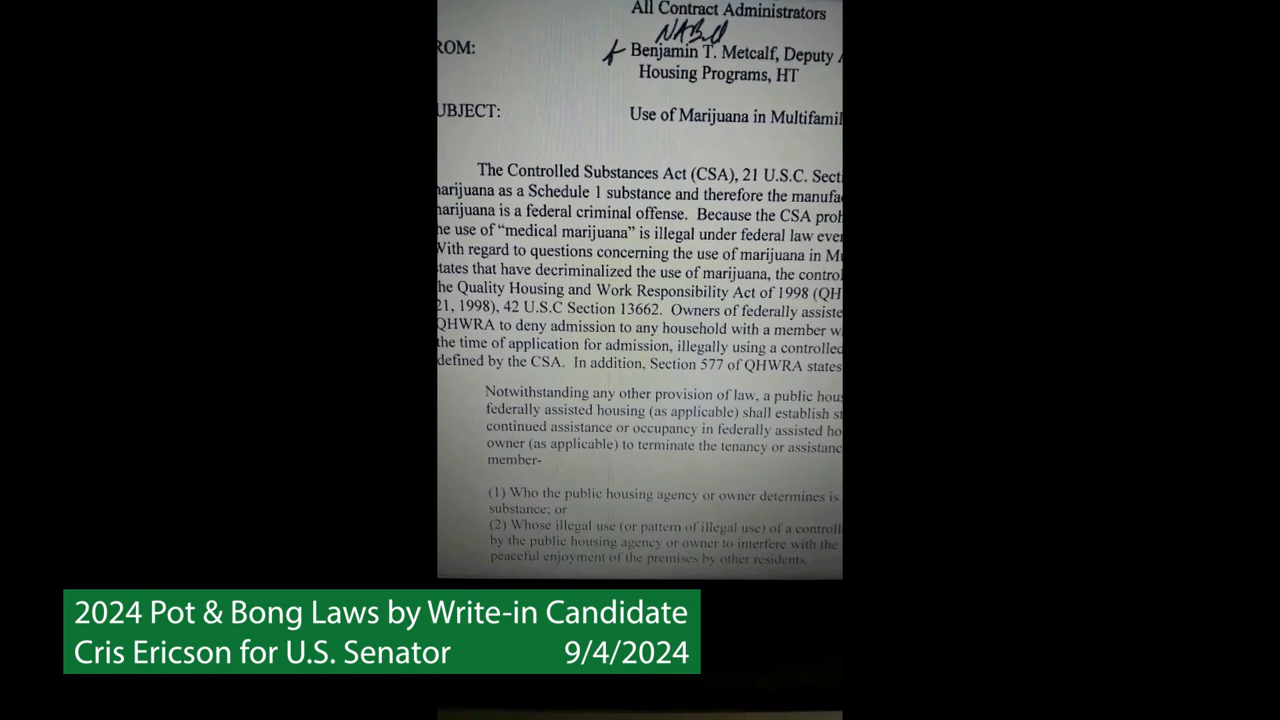 All Contract Administrators
ROM:
Benjamin T. Metcalf, Deputy A
Housing Programs, HT
UBJECT:
Use of Marijuana in Multifamil
The Controlled Substances Act (CSA), 21 U.S.C. Secti
narijuana as a Schedule 1 substance and therefore the manufa
narijuana is a federal criminal offense. Because the CSA proh
he use of “medical marijuana” is illegal under federal law ever
With regard to questions concerning the use of marijuana in Mu
tates that have decriminalized the use of marijuana, the control
he Quality Housing and Work Responsibility Act of 1998 (QH
21, 1998), 42 U.S.C Section 13662. Owners of federally assiste
QHWRA to deny admission to any household with a member w
the time of application for admission, illegally using a controlled
defined by the CSA. In addition, Section 577 of QHWRA states
Notwithstanding any other provision of law, a public hous
federally assisted housing (as applicable) shall establish st
continued assistance or occupancy in federally assisted ho
owner (as applicable) to terminate the tenancy or assistanc
member-
(1) Who the public housing agency or owner determines is
substance; or
(2) Whose illegal use (or pattern of illegal use) of a controll
by the public housing agency or owner to interfere with the
peaceful enjoyment of the premises by other residents.
2024 Pot & Bong Laws by Write-in Candidate
Cris Ericson for U.S. Senator 9/4/2024